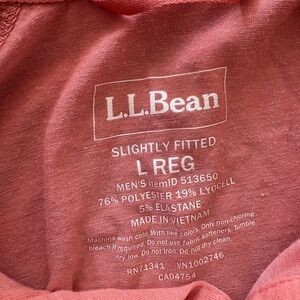 L.L.Bean
SLIGHTLY FITTED
L REG
MEN'S ItemID 513650
76% POLYESTER 19% LYOCELL
5% ELASTANE
MADE IN VIETNAM
Machine wash cold. With like colors. Only non-chlorine
bleach if required. Do not use fabric softeners. Tumble
dry low. Do not iron. Do not dry clean.
RN71341 VN1002746
CA04754